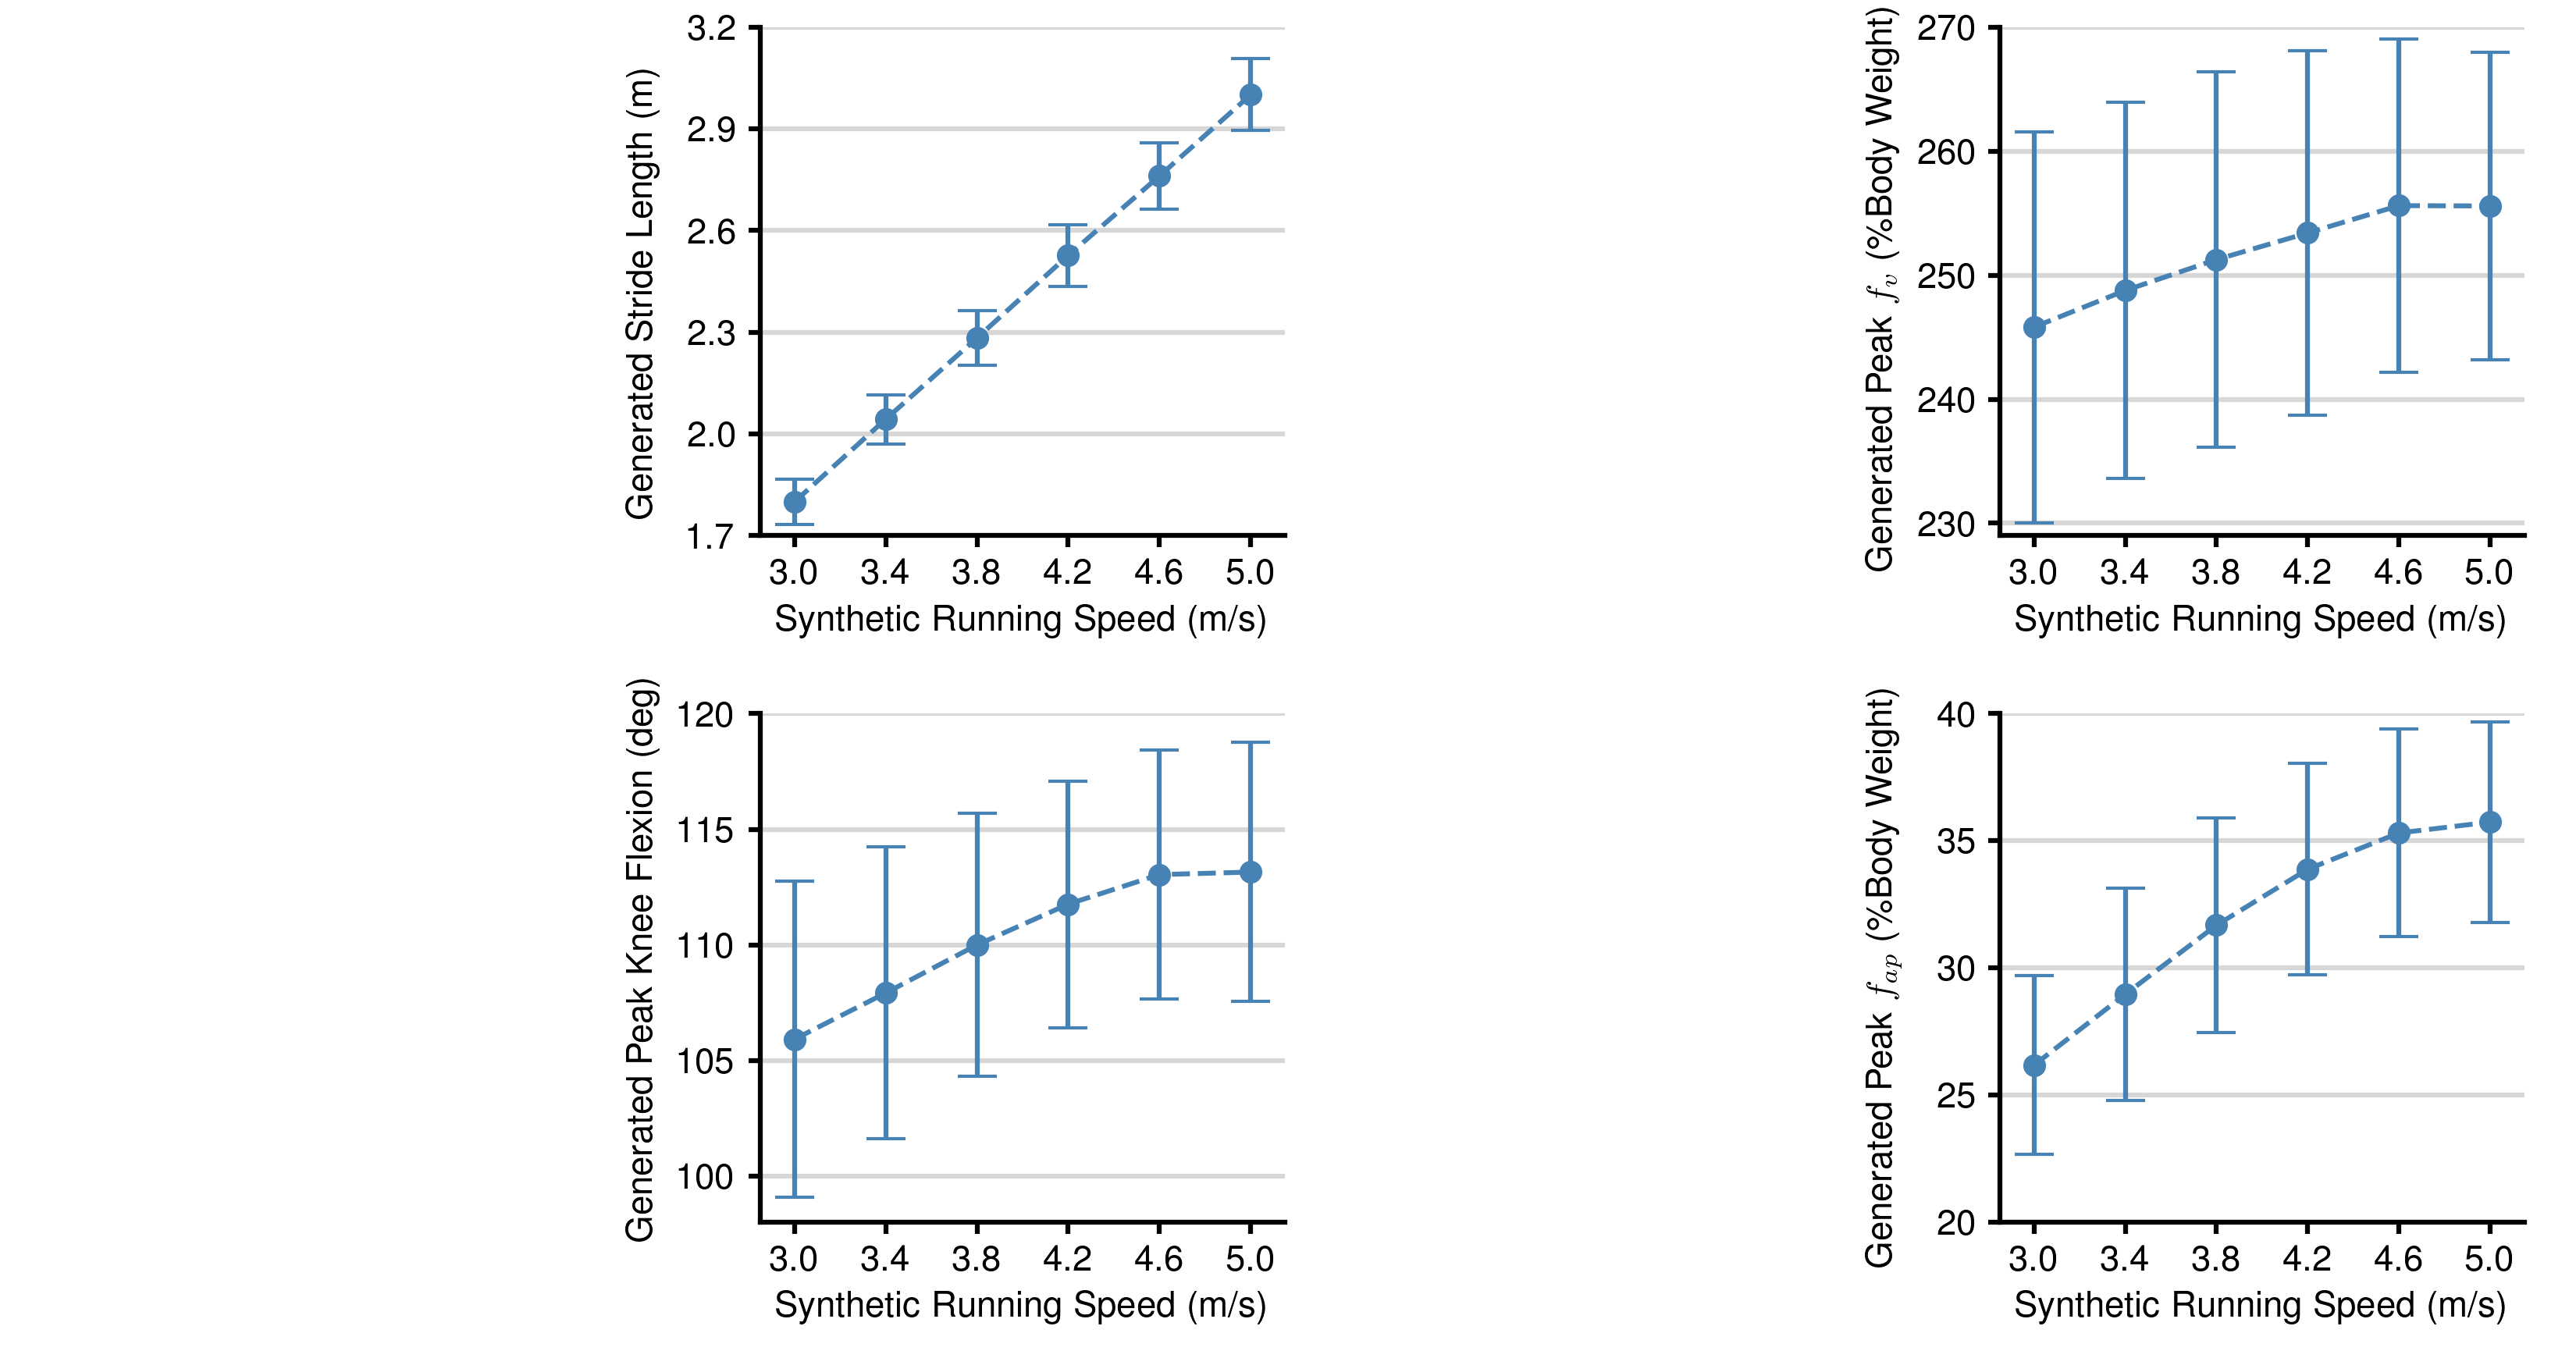 Generated Stride Length (m)
3.2
2.9
2.6
2.3
2.0
1.7
3.0 3.4 3.8 4.2 4.6 5.0
Synthetic Running Speed (m/s)
Generated Peak f_v (%Body Weight)
270
260
250
240
230
3.0 3.4 3.8 4.2 4.6 5.0
Synthetic Running Speed (m/s)
Generated Peak Knee Flexion (deg)
120
115
110
105
100
3.0 3.4 3.8 4.2 4.6 5.0
Synthetic Running Speed (m/s)
Generated Peak f_ap (%Body Weight)
40
35
30
25
20
3.0 3.4 3.8 4.2 4.6 5.0
Synthetic Running Speed (m/s)